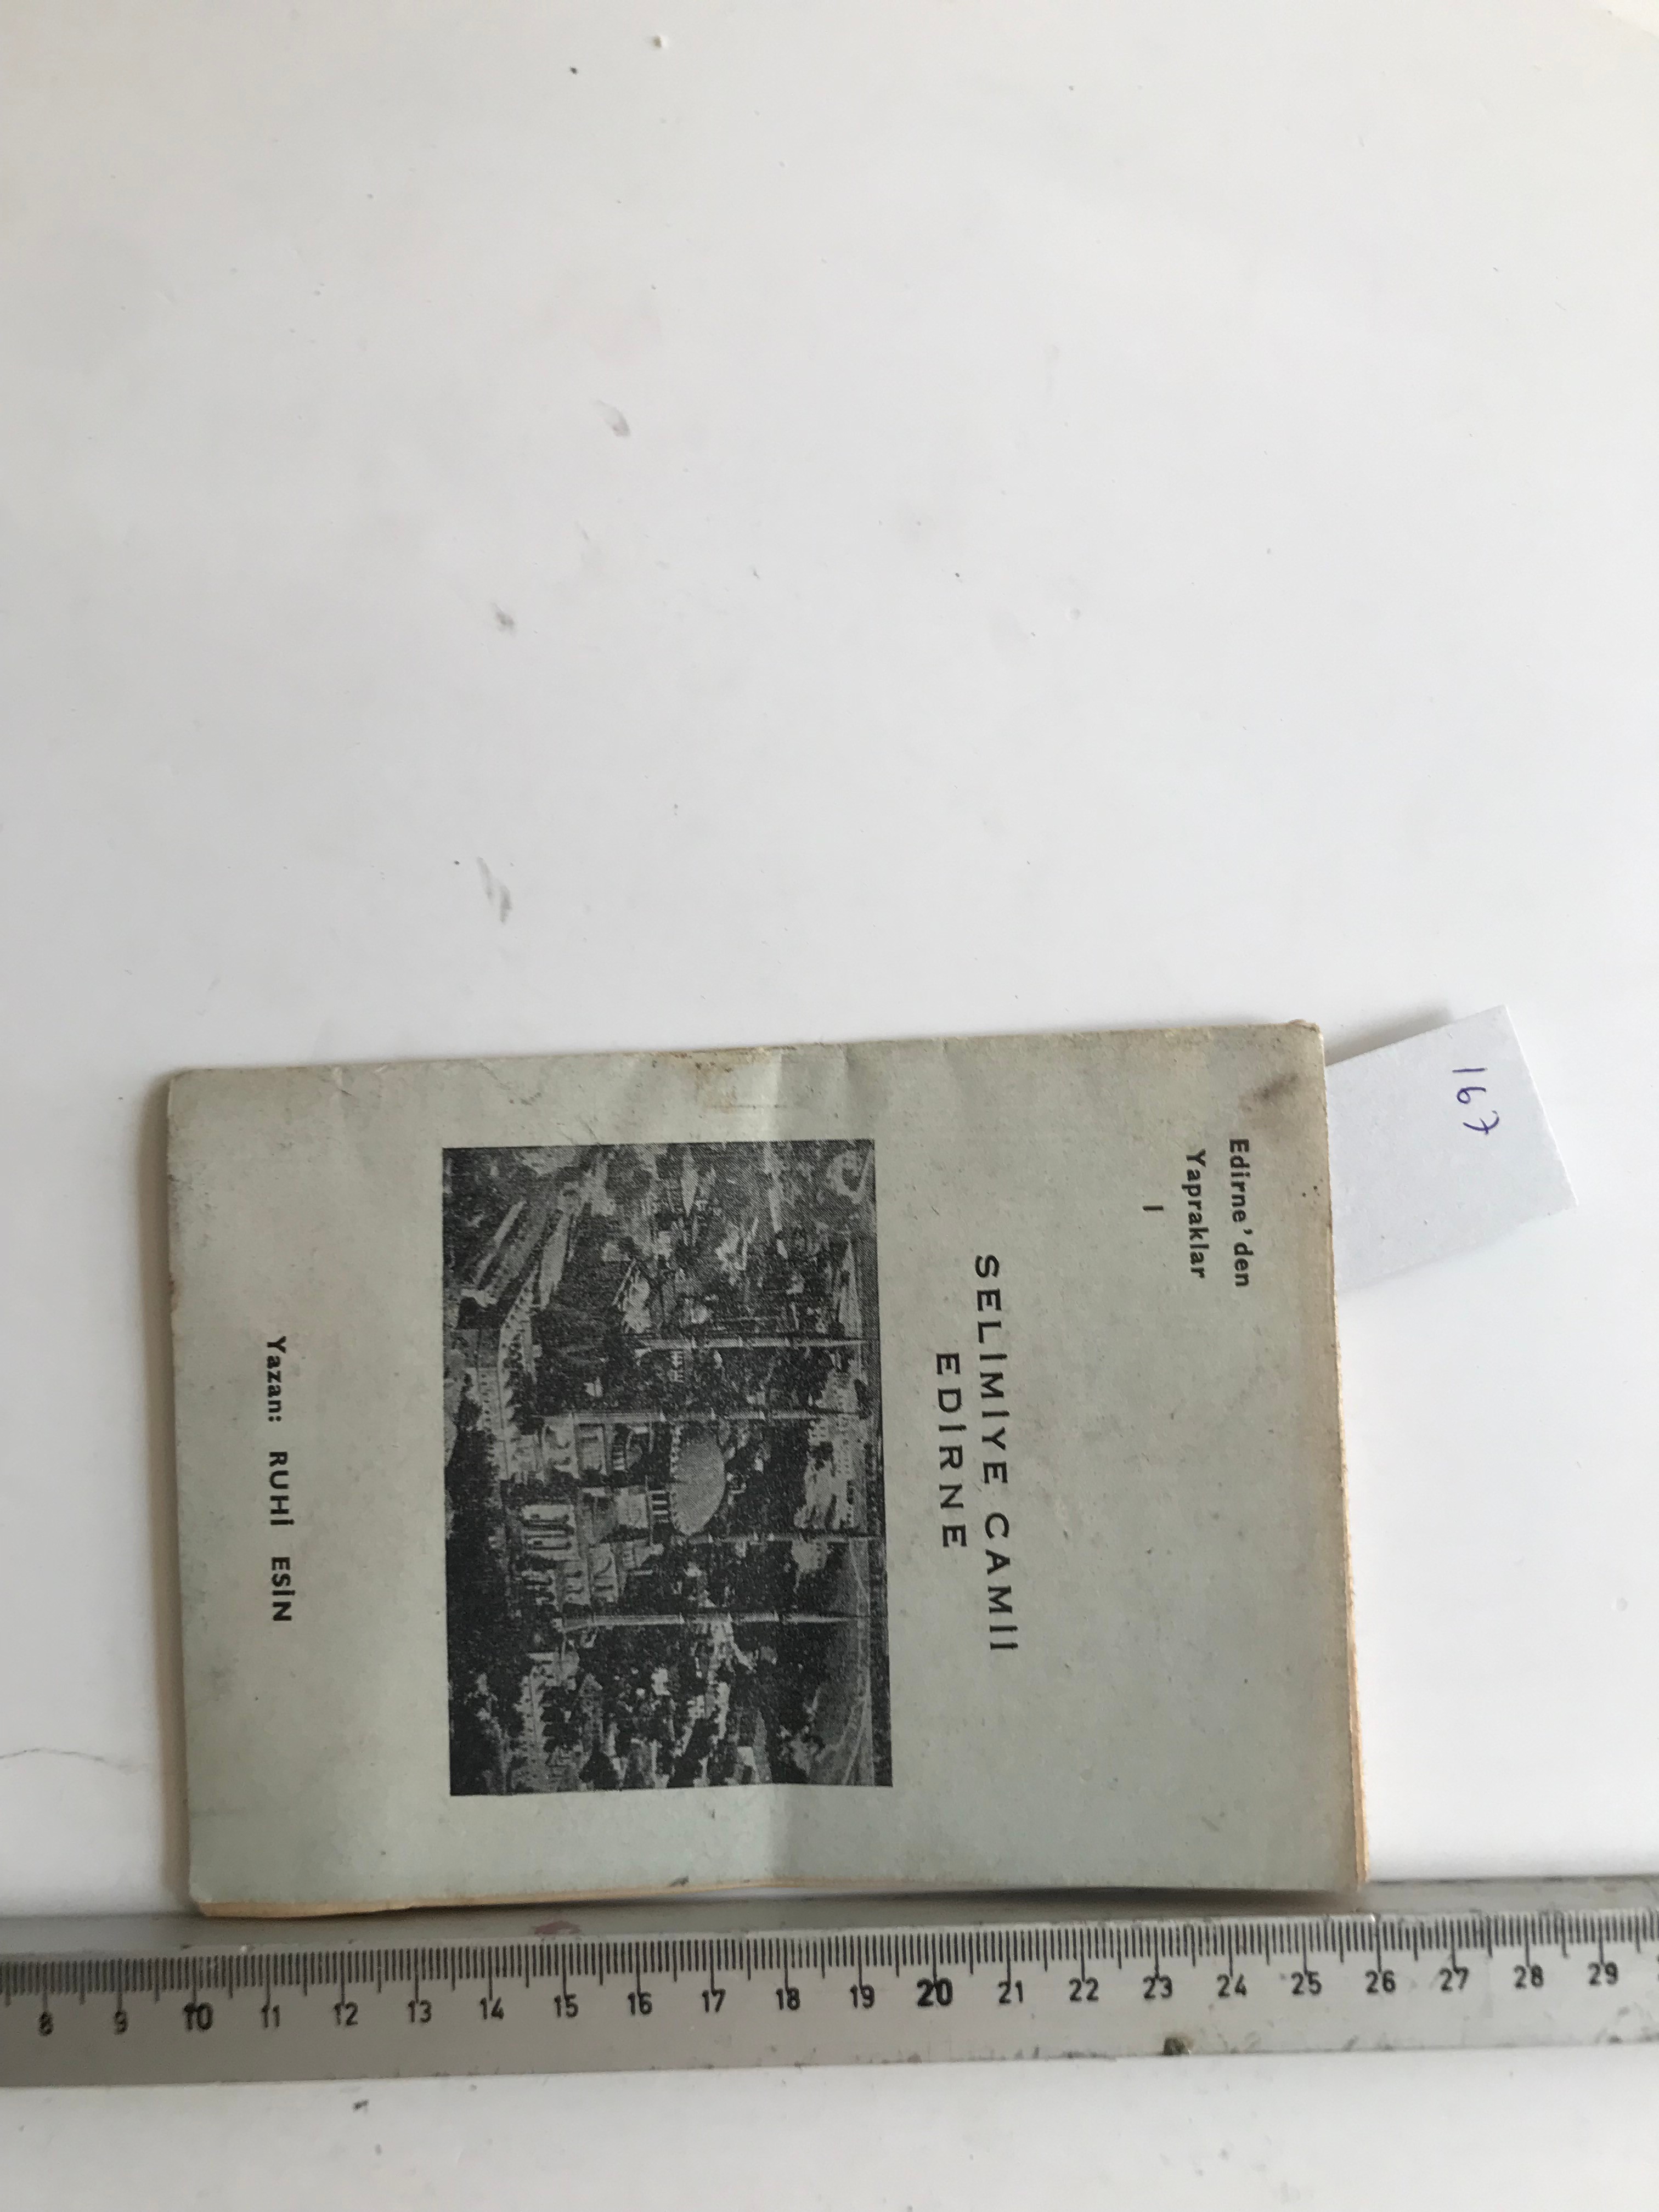 167
Edirne'den
Yapraklar
I
SELİMİYE CAMİİ
EDİRNE
Yazan: RUHİ ESİN
8 9 10 11 12 13 14 15 16 17 18 19 20 21 22 23 24 25 26 27 28 29